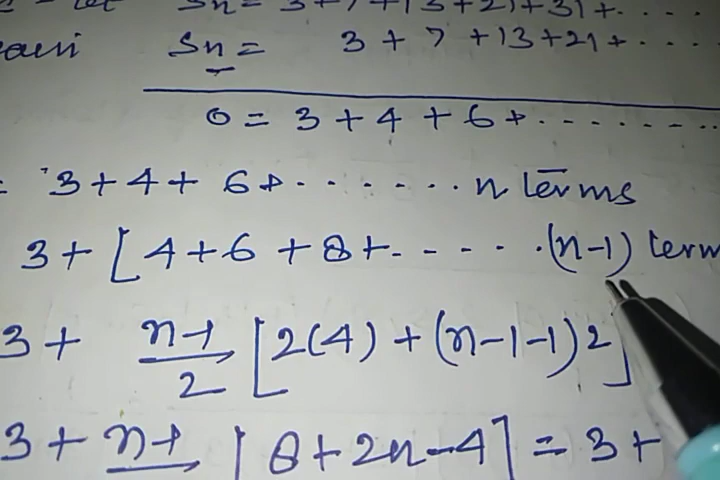 Sn = 3+7+13+21+31+.....
Sn = 3 + 7 +13+21+....
0 = 3+4+6+........
= 3+4+6+.......n terms
3+[4+6+8+......(n-1) term
3+ n-1/2 [2(4)+(n-1-1)2]
3+ n-1 [8+2n-4] = 3+